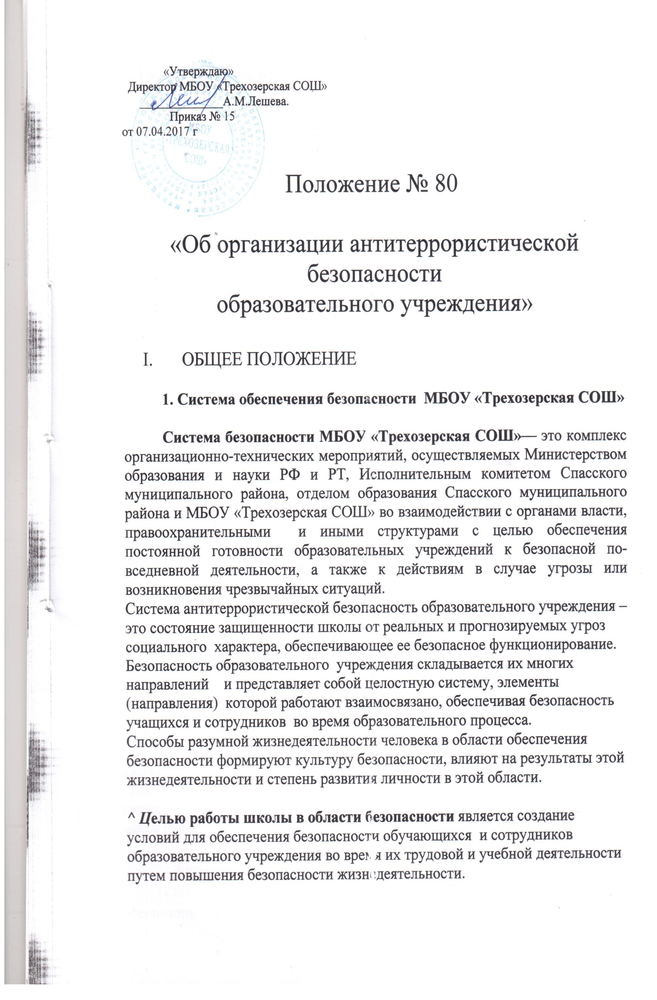 «Утверждаю»
Директор МБОУ «Трехозерская СОШ»
А.М.Лешева.
Приказ № 15
от 07.04.2017 г
МБОУ
«ТРЕХОЗЕРСКАЯ
СОШ»
Положение № 80
«Об организации антитеррористической
безопасности
образовательного учреждения»
I. ОБЩЕЕ ПОЛОЖЕНИЕ
1. Система обеспечения безопасности МБОУ «Трехозерская СОШ»
Система безопасности МБОУ «Трехозерская СОШ»— это комплекс
организационно-технических мероприятий, осуществляемых Министерством
образования и науки РФ и РТ, Исполнительным комитетом Спасского
муниципального района, отделом образования Спасского муниципального
района и МБОУ «Трехозерская СОШ» во взаимодействии с органами власти,
правоохранительными и иными структурами с целью обеспечения
постоянной готовности образовательных учреждений к безопасной по-
вседневной деятельности, а также к действиям в случае угрозы или
возникновения чрезвычайных ситуаций.
Система антитеррористической безопасность образовательного учреждения –
это состояние защищенности школы от реальных и прогнозируемых угроз
социального характера, обеспечивающее ее безопасное функционирование.
Безопасность образовательного учреждения складывается их многих
направлений и представляет собой целостную систему, элементы
(направления) которой работают взаимосвязано, обеспечивая безопасность
учащихся и сотрудников во время образовательного процесса.
Способы разумной жизнедеятельности человека в области обеспечения
безопасности формируют культуру безопасности, влияют на результаты этой
жизнедеятельности и степень развития личности в этой области.
^ Целью работы школы в области безопасности является создание
условий для обеспечения безопасности обучающихся и сотрудников
образовательного учреждения во время их трудовой и учебной деятельности
путем повышения безопасности жизнедеятельности.